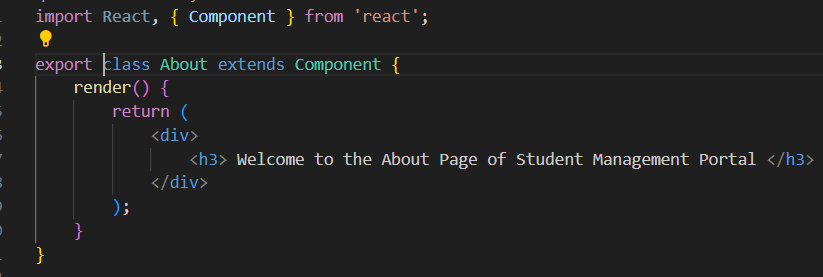 import React, { Component } from 'react';
export class About extends Component {
render() {
return (
<div>
<h3> Welcome to the About Page of Student Management Portal </h3>
</div>
);
}
}